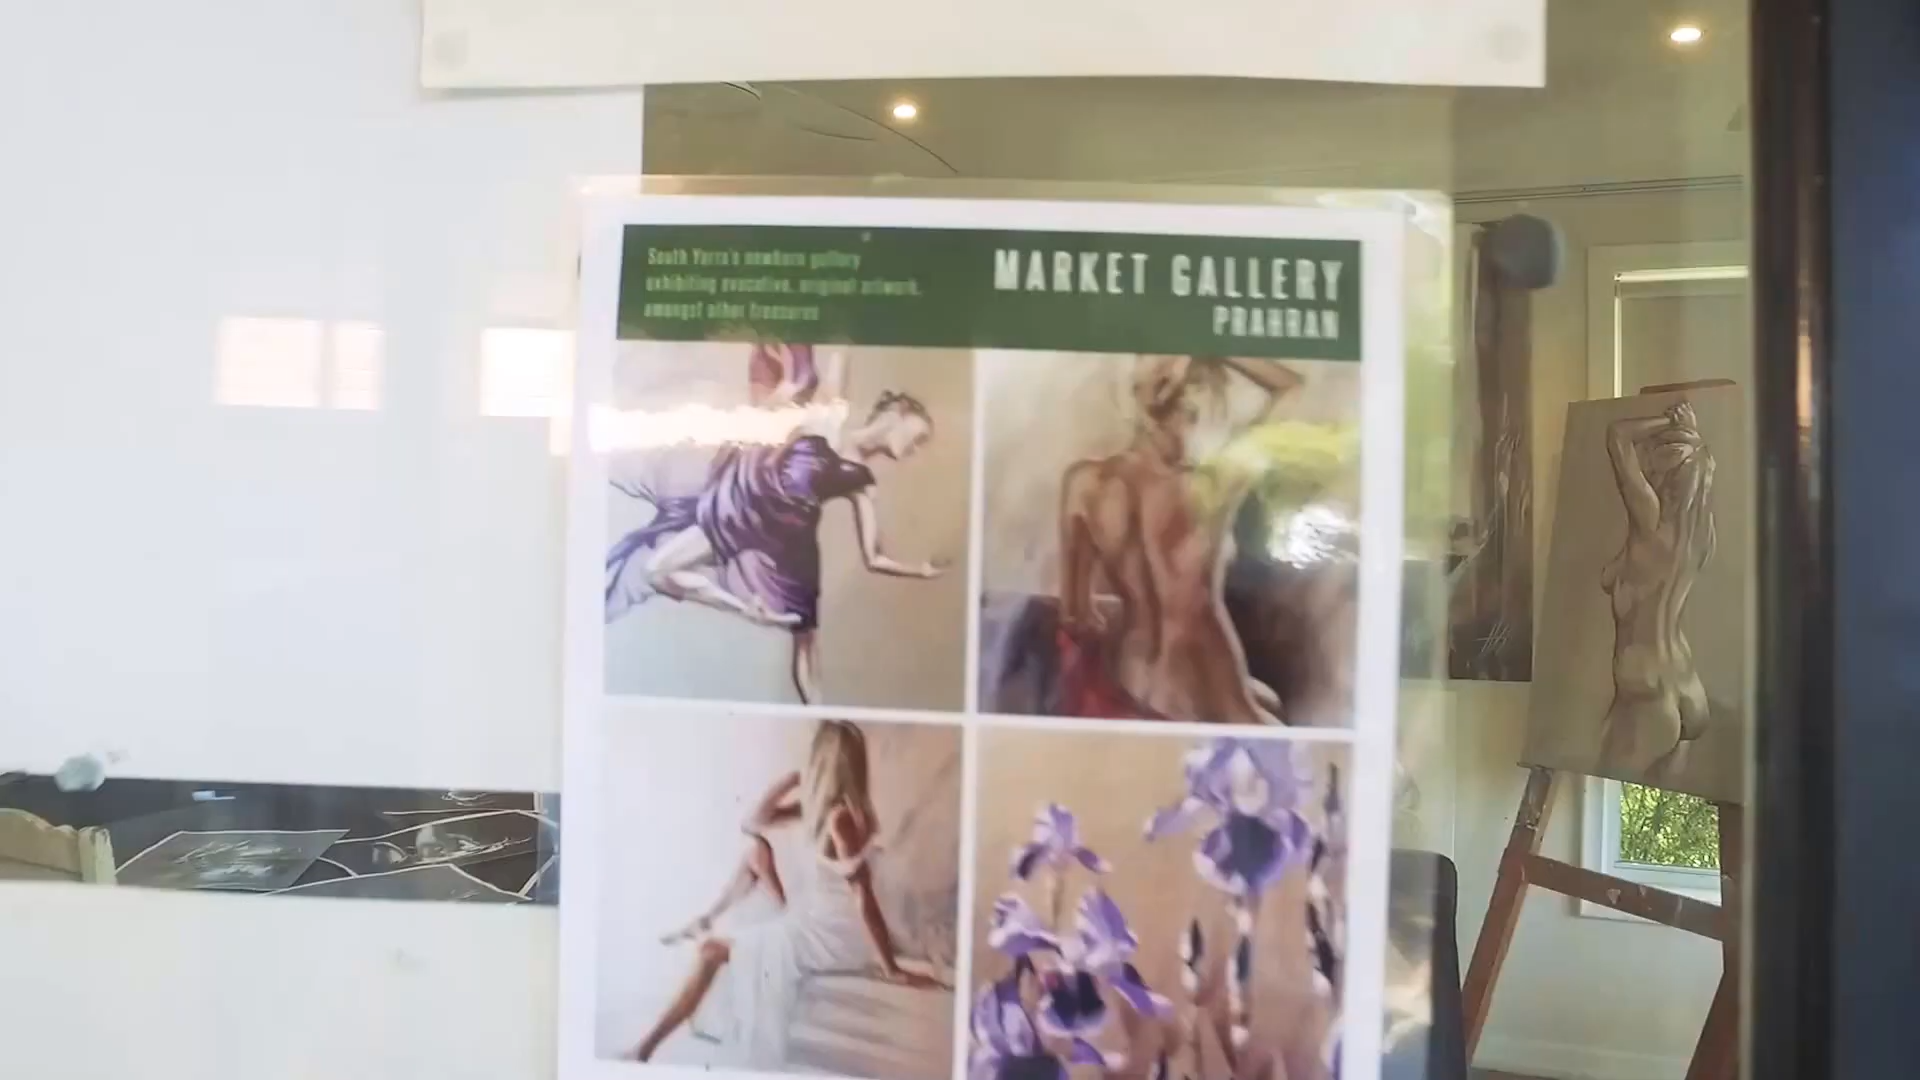 South Yarra's newborn gallery
exhibiting evocative, original artwork,
amongst other treasures
MARKET GALLERY
PRAHRAN